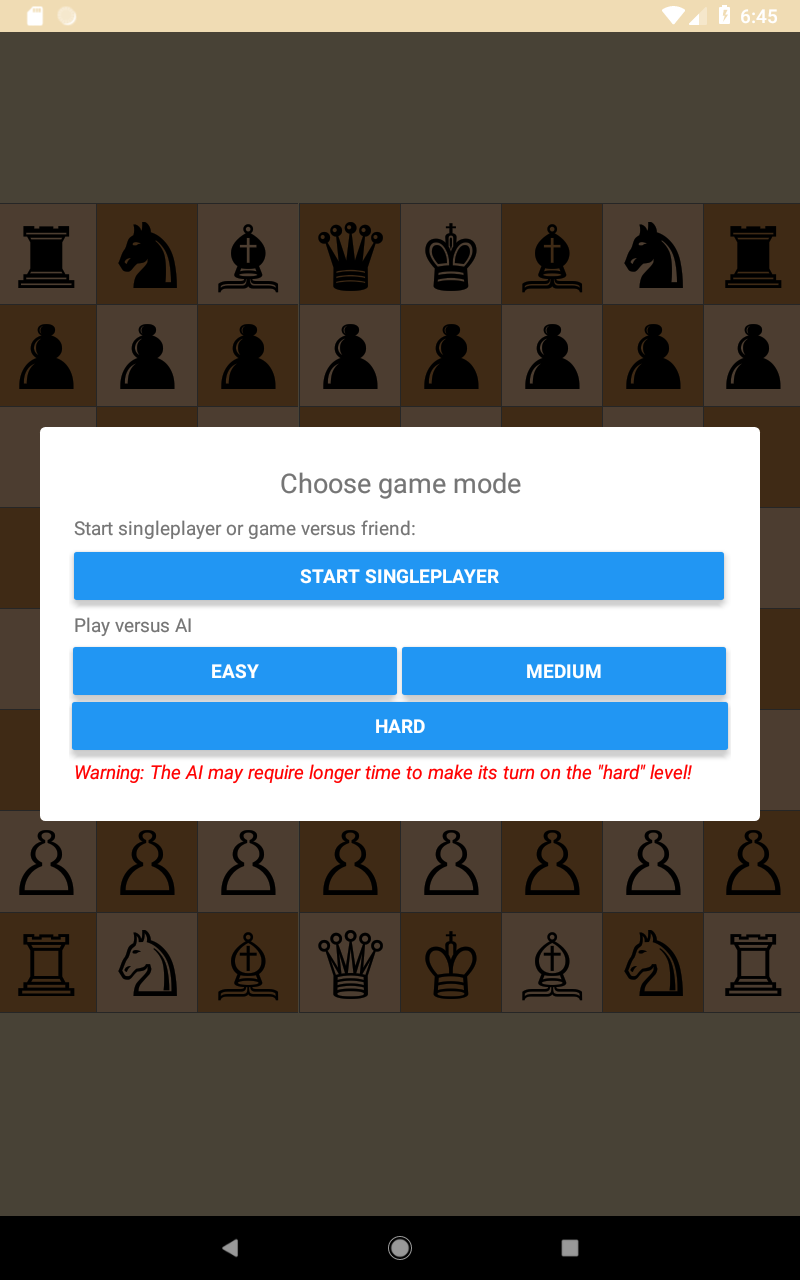 6:45
Choose game mode
Start singleplayer or game versus friend:
START SINGLEPLAYER
Play versus AI
EASY MEDIUM
HARD
Warning: The AI may require longer time to make its turn on the "hard" level!